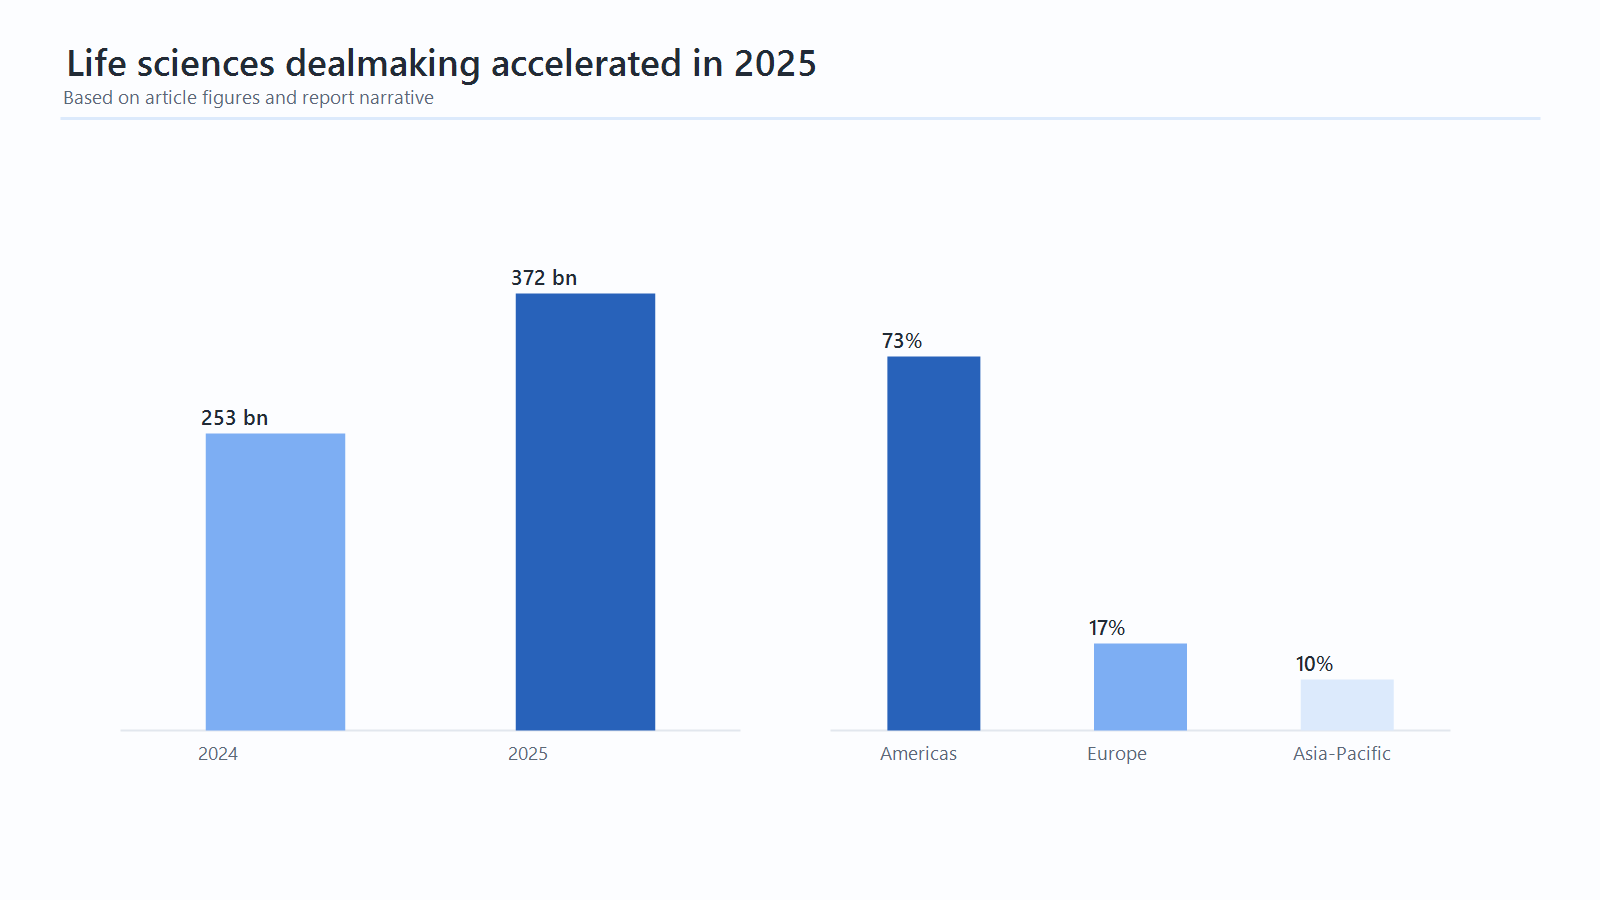 Life sciences dealmaking accelerated in 2025
Based on article figures and report narrative
253 bn
372 bn
2024
2025
73%
17%
10%
Americas
Europe
Asia-Pacific